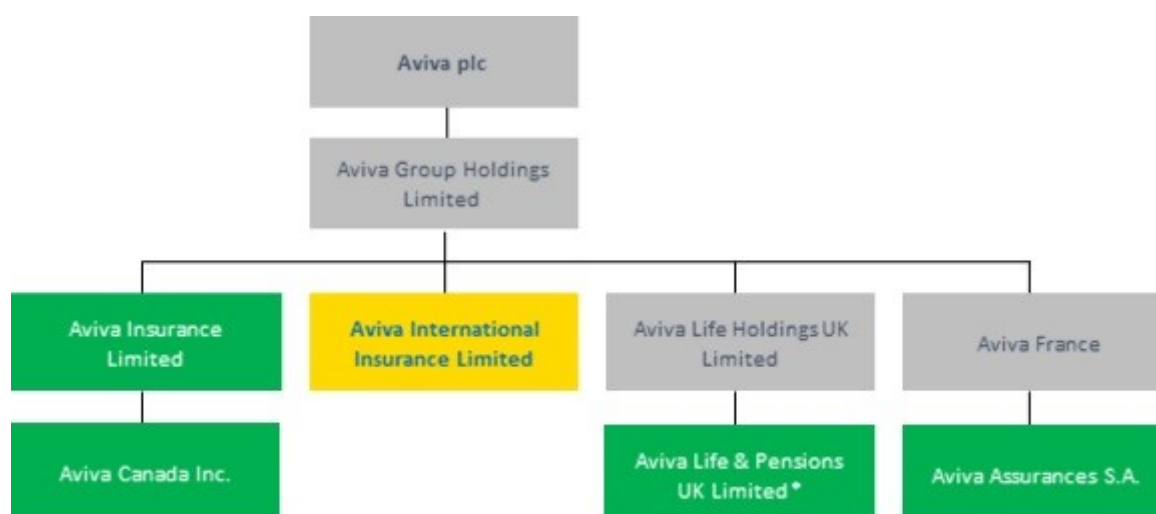 Aviva plc
Aviva Group Holdings
Limited
Aviva Insurance
Limited
Aviva International
Insurance Limited
Aviva Life Holdings UK
Limited
Aviva France
Aviva Canada Inc.
Aviva Life & Pensions
UK Limited*
Aviva Assurances S.A.